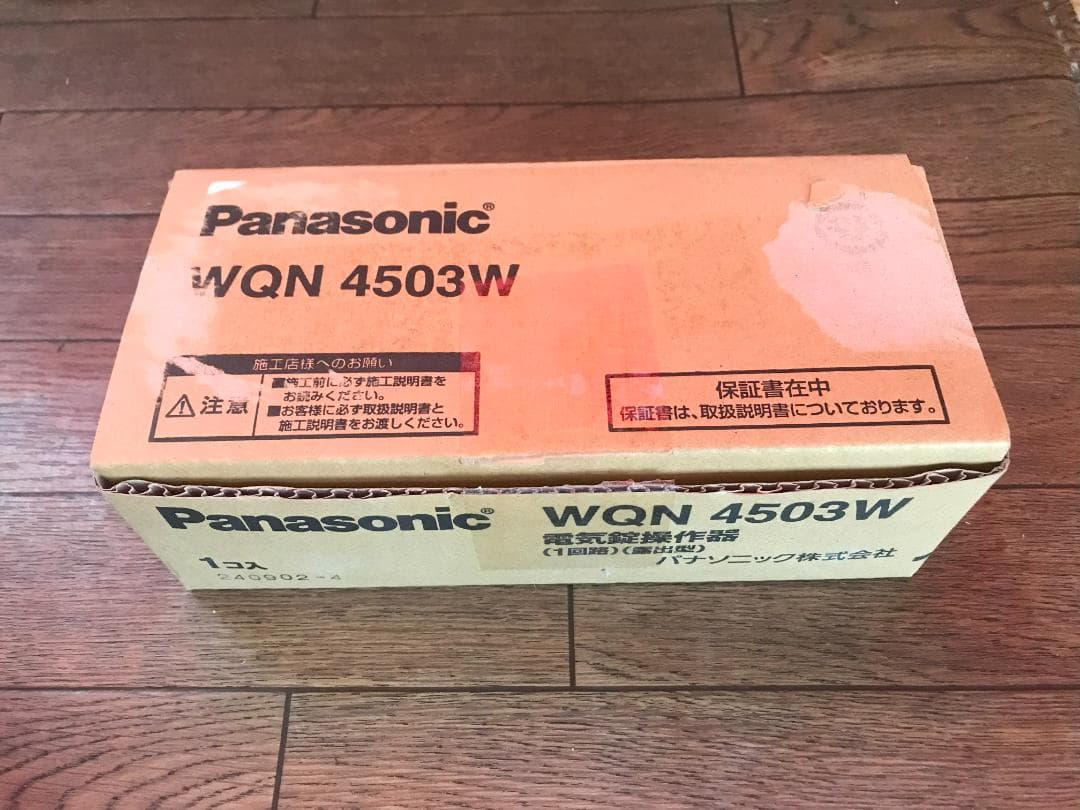 Panasonic®
WQN 4503W
施工店様へのお願い
⚠注意
■施工前に必ず施工説明書を
お読みください。
■お客様に必ず取扱説明書と
施工説明書をお渡しください。
保証書在中
保証書は、取扱説明書についております。
Panasonic®
WQN 4503W
電気錠操作器
(1回路)(露出型)
1コ入
パナソニック株式会社
240902-4